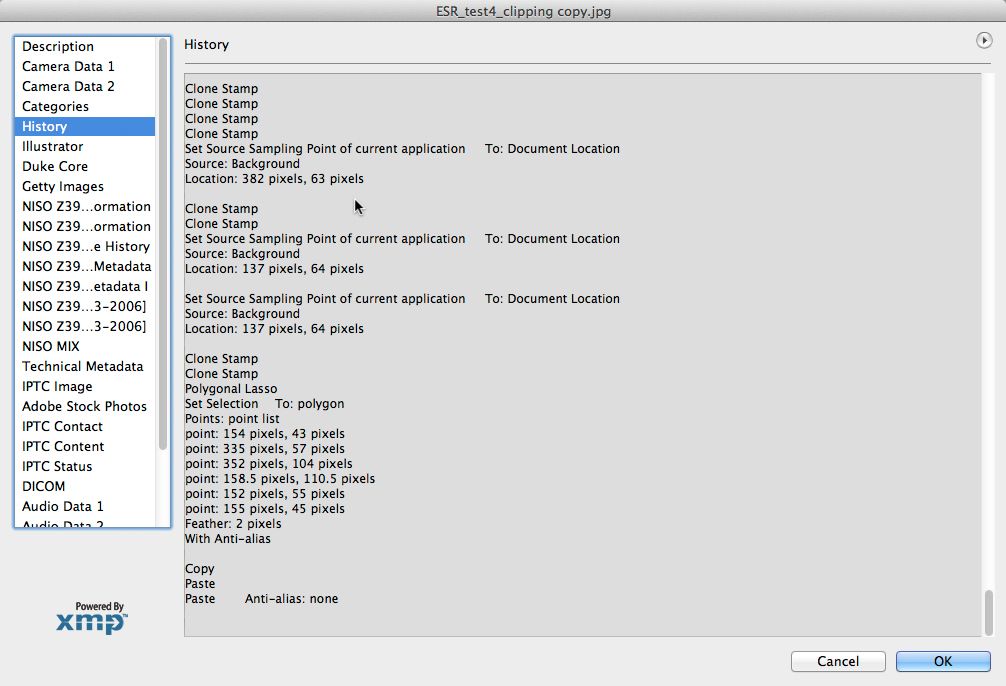 ESR_test4_clipping copy.jpg
Description
Camera Data 1
Camera Data 2
Categories
History
Illustrator
Duke Core
Getty Images
NISO Z39...ormation
NISO Z39...ormation
NISO Z39...e History
NISO Z39...Metadata
NISO Z39...etadata I
NISO Z39...3-2006]
NISO Z39...3-2006]
NISO MIX
Technical Metadata
IPTC Image
Adobe Stock Photos
IPTC Contact
IPTC Content
IPTC Status
DICOM
Audio Data 1
Audio Data 2
Powered By
xmp™
History
Clone Stamp
Clone Stamp
Clone Stamp
Clone Stamp
Set Source Sampling Point of current application To: Document Location
Source: Background
Location: 382 pixels, 63 pixels
Clone Stamp
Clone Stamp
Set Source Sampling Point of current application To: Document Location
Source: Background
Location: 137 pixels, 64 pixels
Set Source Sampling Point of current application To: Document Location
Source: Background
Location: 137 pixels, 64 pixels
Clone Stamp
Clone Stamp
Polygonal Lasso
Set Selection To: polygon
Points: point list
point: 154 pixels, 43 pixels
point: 335 pixels, 57 pixels
point: 352 pixels, 104 pixels
point: 158.5 pixels, 110.5 pixels
point: 152 pixels, 55 pixels
point: 155 pixels, 45 pixels
Feather: 2 pixels
With Anti-alias
Copy
Paste
Paste Anti-alias: none
Cancel
OK